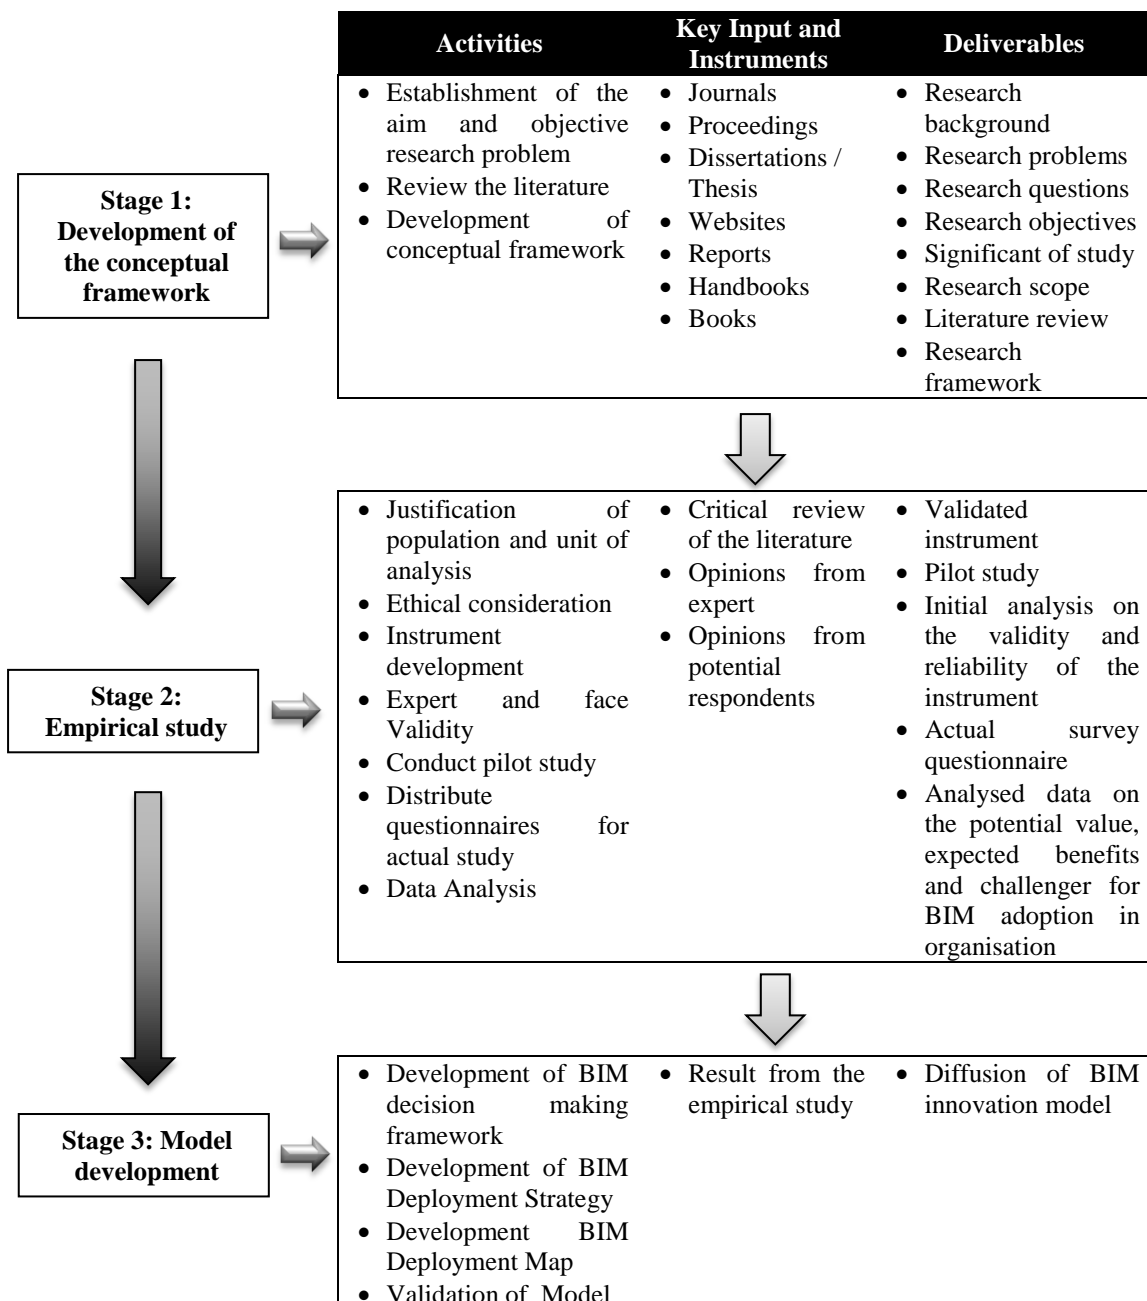 Activities
Key Input and
Instruments
Deliverables
Stage 1:
Development of
the conceptual
framework
• Establishment of the
aim and objective
research problem
• Review the literature
• Development of
conceptual framework
• Journals
• Proceedings
• Dissertations /
Thesis
• Websites
• Reports
• Handbooks
• Books
• Research
background
• Research problems
• Research questions
• Research objectives
• Significant of study
• Research scope
• Literature review
• Research
framework
Stage 2:
Empirical study
• Justification of
population and unit of
analysis
• Ethical consideration
• Instrument
development
• Expert and face
Validity
• Conduct pilot study
• Distribute
questionnaires for
actual study
• Data Analysis
• Critical review
of the literature
• Opinions from
expert
• Opinions from
potential
respondents
• Validated
instrument
• Pilot study
• Initial analysis on
the validity and
reliability of the
instrument
• Actual survey
questionnaire
• Analysed data on
the potential value,
expected benefits
and challenger for
BIM adoption in
organisation
Stage 3: Model
development
• Development of BIM
decision making
framework
• Development of BIM
Deployment Strategy
• Development BIM
Deployment Map
• Validation of Model
• Result from the
empirical study
• Diffusion of BIM
innovation model